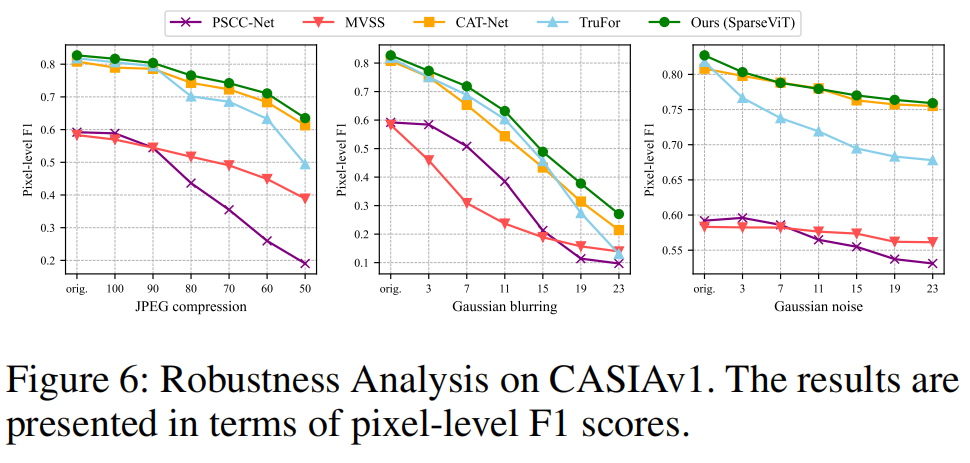 PSCC-Net MVSS CAT-Net TruFor Ours (SparseViT)
Pixel-level F1
0.8
0.7
0.6
0.5
0.4
0.3
0.2
orig. 100 90 80 70 60 50
JPEG compression
Pixel-level F1
0.8
0.7
0.6
0.5
0.4
0.3
0.2
0.1
orig. 3 7 11 15 19 23
Gaussian blurring
Pixel-level F1
0.80
0.75
0.70
0.65
0.60
0.55
orig. 3 7 11 15 19 23
Gaussian noise
Figure 6: Robustness Analysis on CASIAv1. The results are
presented in terms of pixel-level F1 scores.